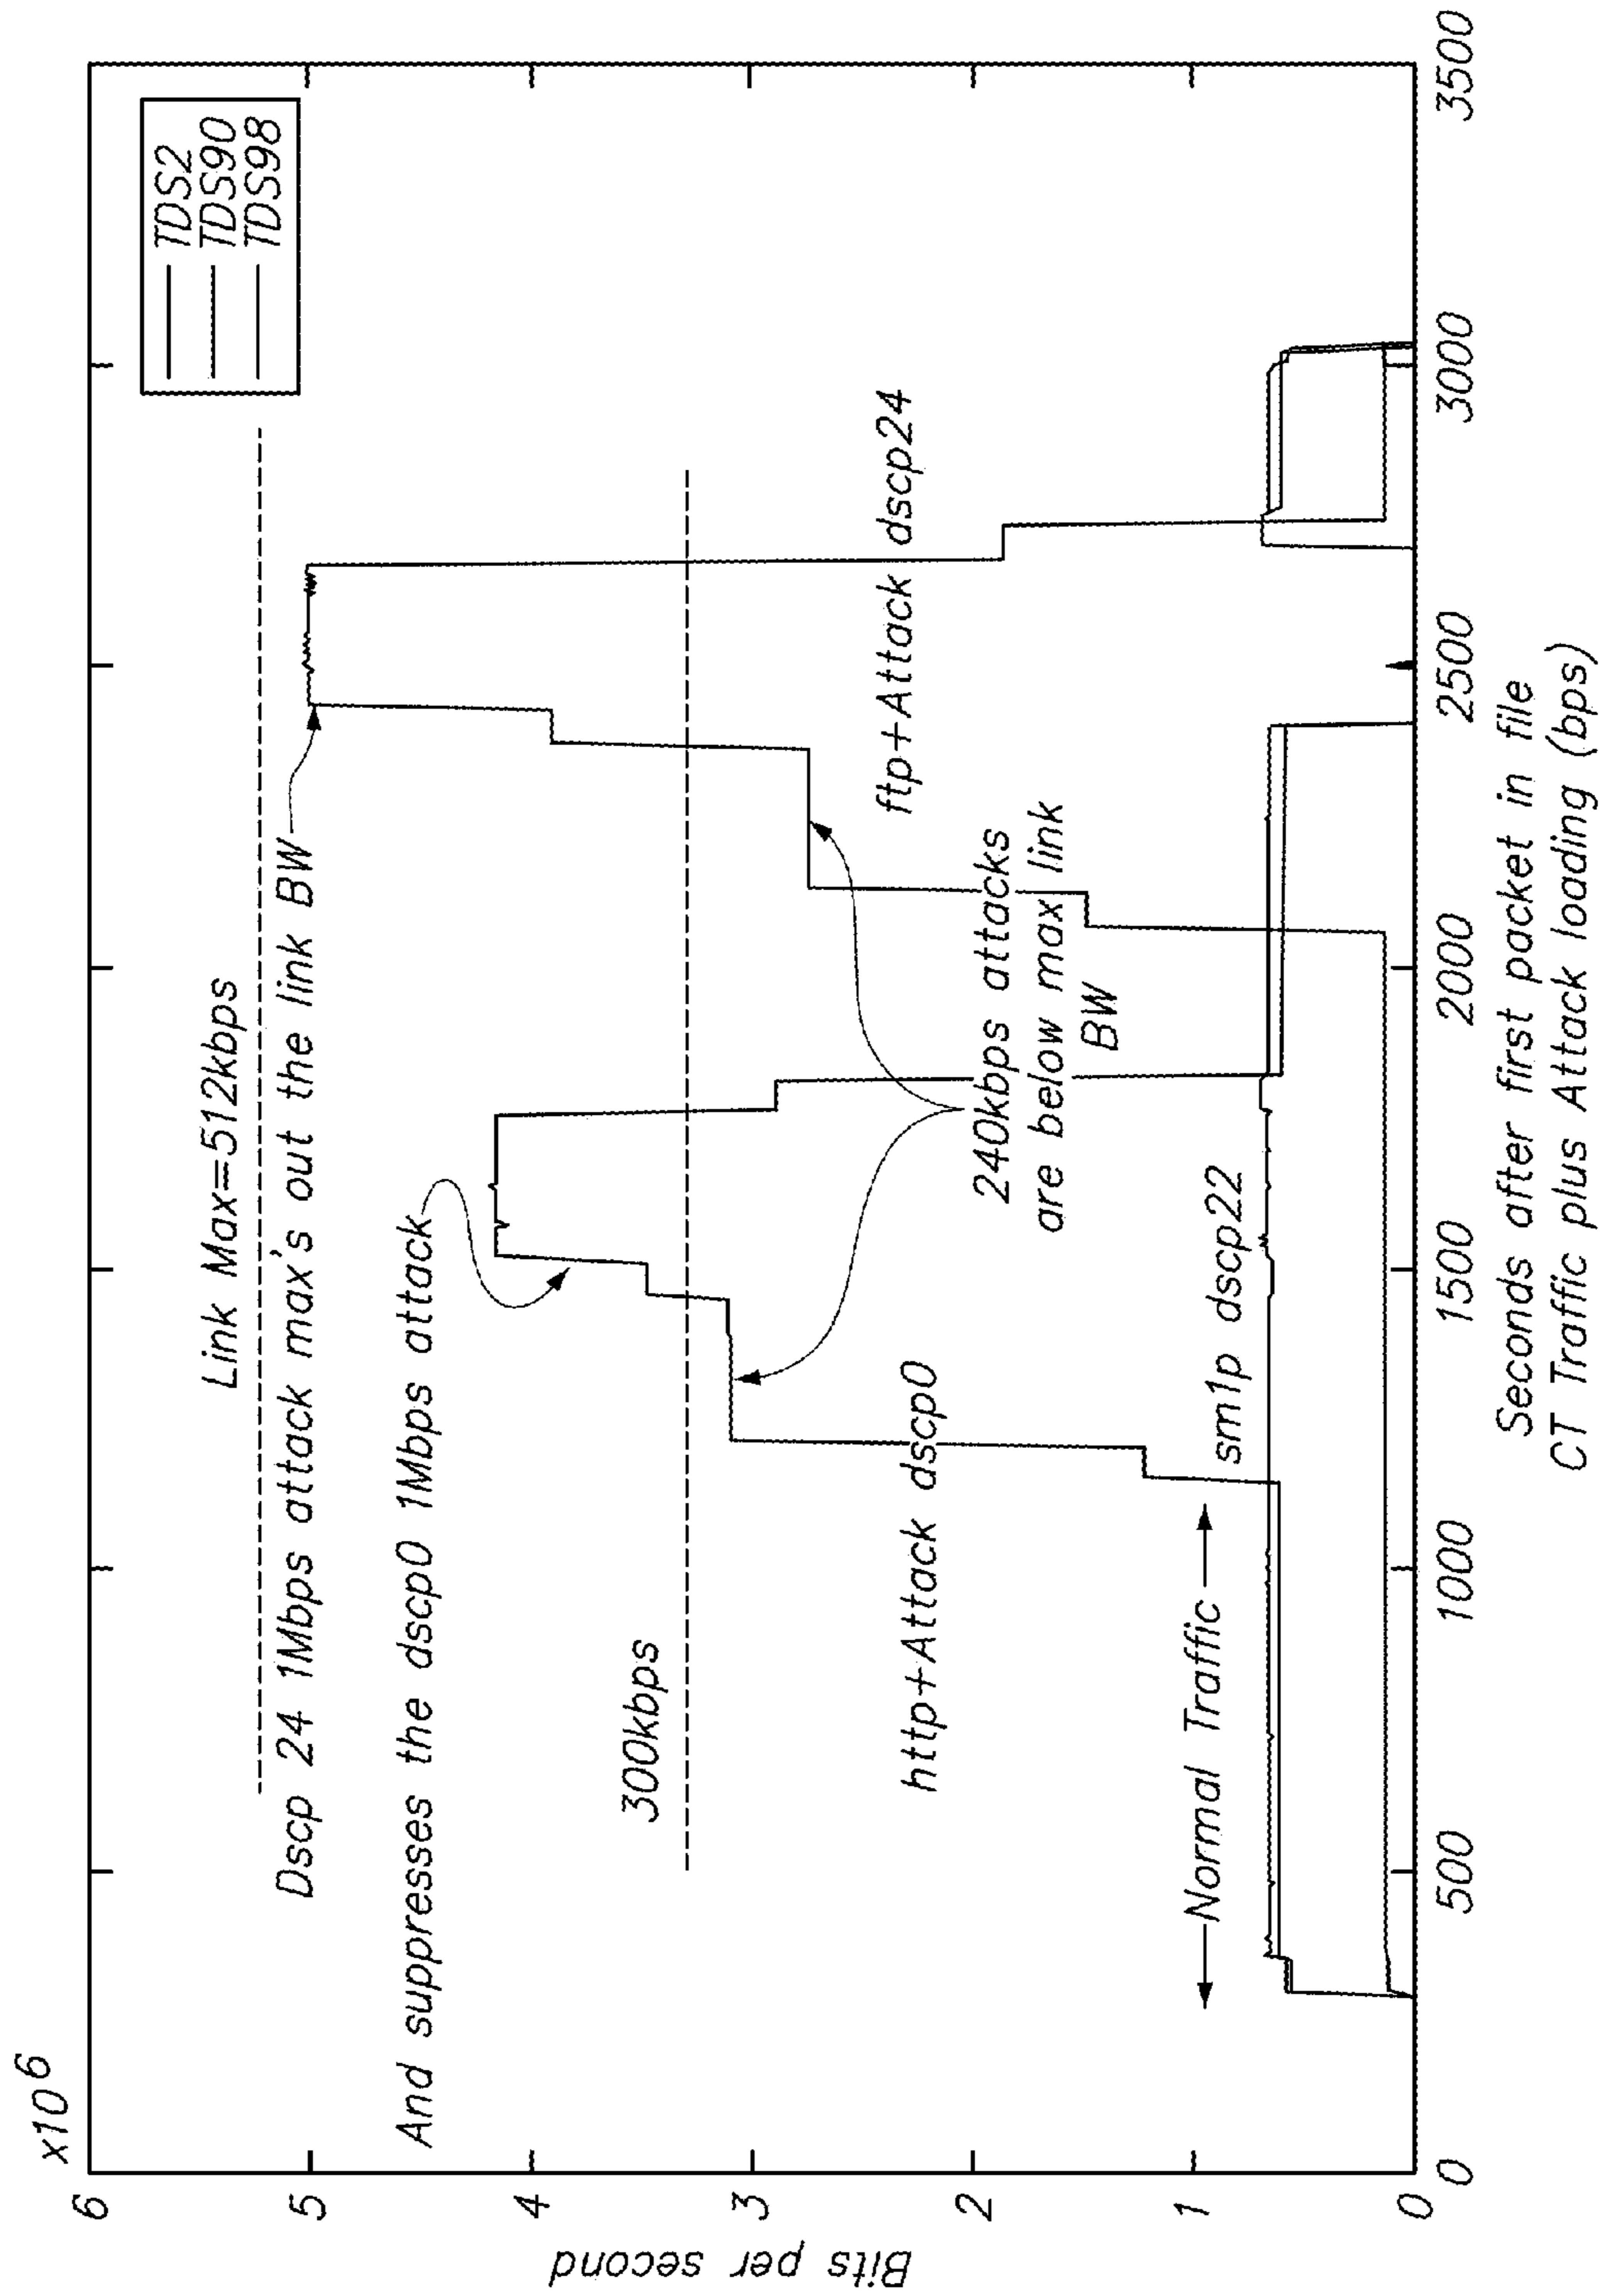 x10 6
6
5
4
3
2
1
0
Bits per second
TDS2
TDS90
TDS98
Link Max=512kbps
Dscp 24 1Mbps attack max's out the link BW
And suppresses the dscp0 1Mbps attack
300kbps
http+Attack dscp0
ftp+Attack dscp24
240kbps attacks
are below max link
BW
Normal Traffic
sm1p dscp22
0
500
1000
1500
2000
2500
3000
3500
Seconds after first packet in file
CT Traffic plus Attack loading (bps)